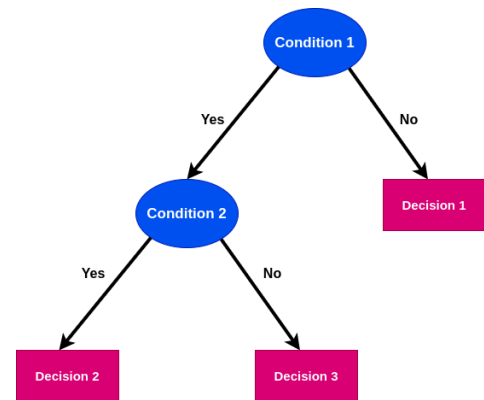 Condition 1
Yes
No
Condition 2
Decision 1
Yes
No
Decision 2
Decision 3